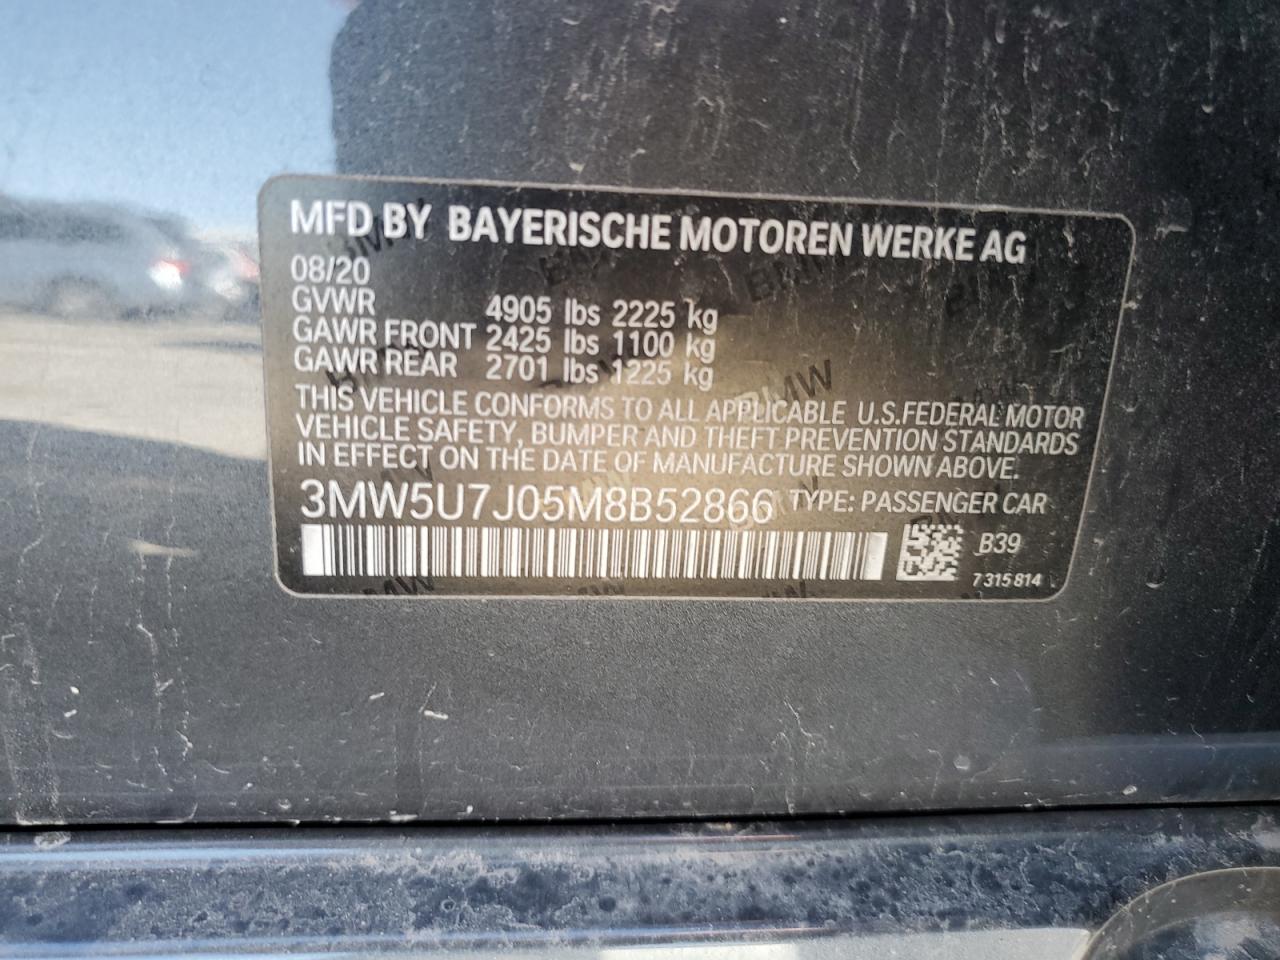 MFD BY BAYERISCHE MOTOREN WERKE AG
08/20
GVWR 4905 lbs 2225 kg
GAWR FRONT 2425 lbs 1100 kg
GAWR REAR 2701 lbs 1225 kg
THIS VEHICLE CONFORMS TO ALL APPLICABLE U.S.FEDERAL MOTOR
VEHICLE SAFETY, BUMPER AND THEFT PREVENTION STANDARDS
IN EFFECT ON THE DATE OF MANUFACTURE SHOWN ABOVE.
3MW5U7J05M8B52866 TYPE: PASSENGER CAR
B39
7 315 814